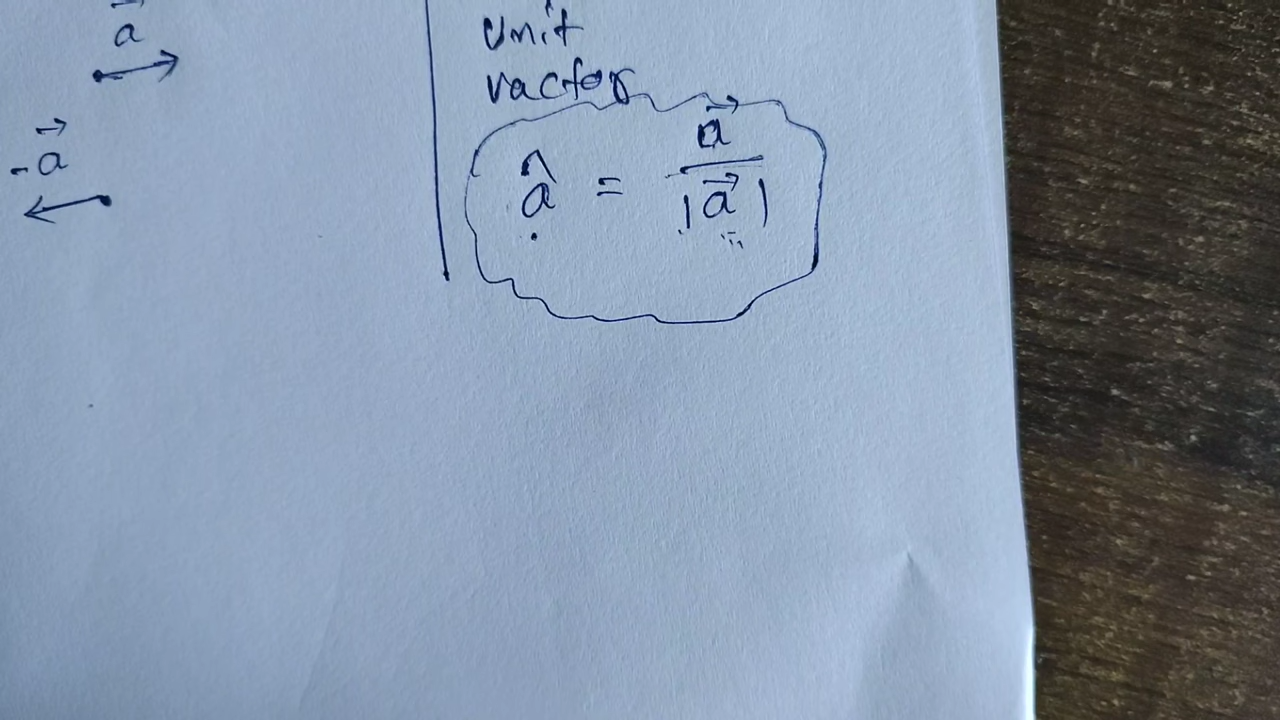 a⃗
-a⃗
Unit
vactor
â = a⃗ / |a⃗|